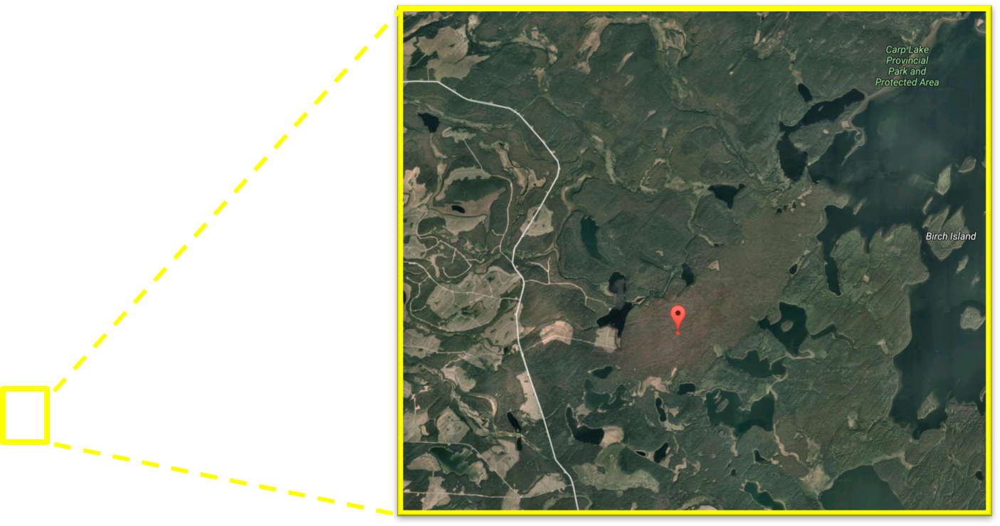 Carp Lake
Provincial
Park and
Protected Area
Birch Island